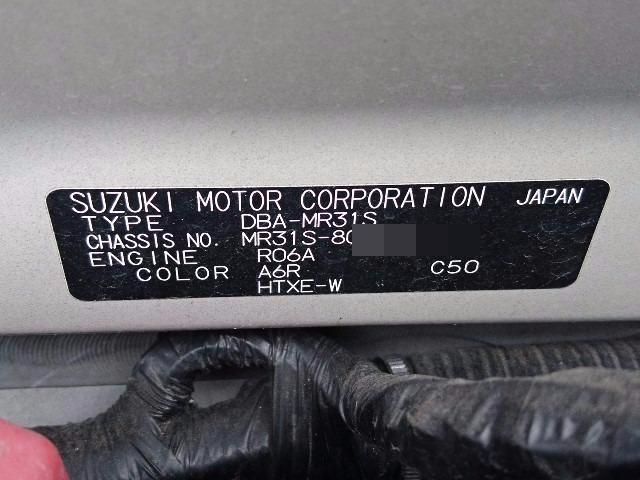 SUZUKI MOTOR CORPORATION JAPAN
TYPE DBA-MR31S
CHASSIS NO. MR31S-80
ENGINE R06A
COLOR A6R C50
HTXE-W